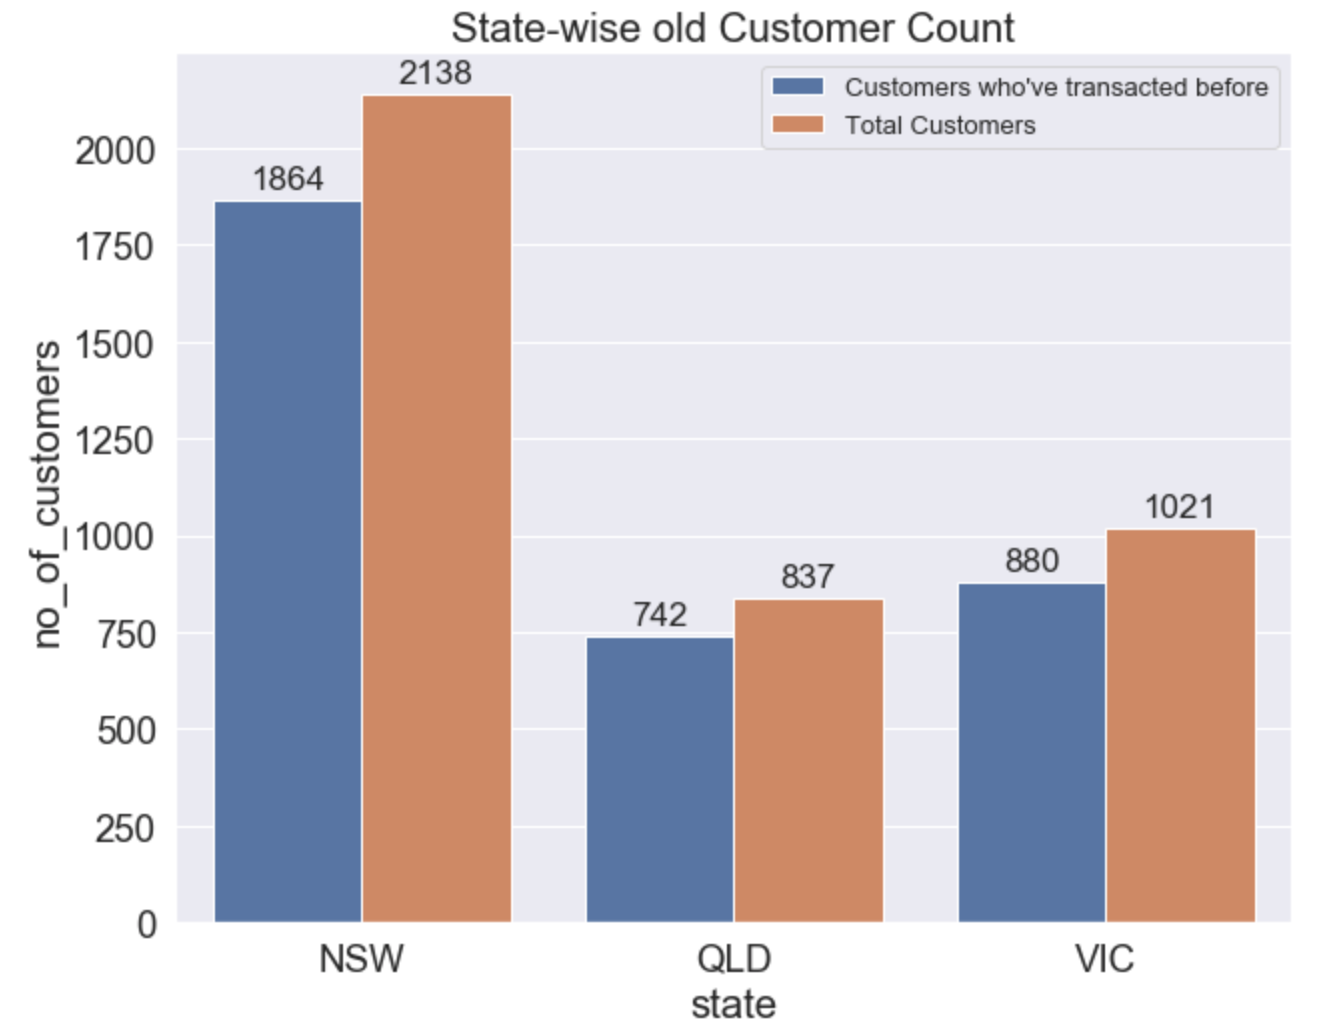 State-wise old Customer Count
Customers who've transacted before
Total Customers
2138
1864
742
837
880
1021
2000
1750
1500
1250
1000
750
500
250
0
no_of_customers
NSW
QLD
VIC
state